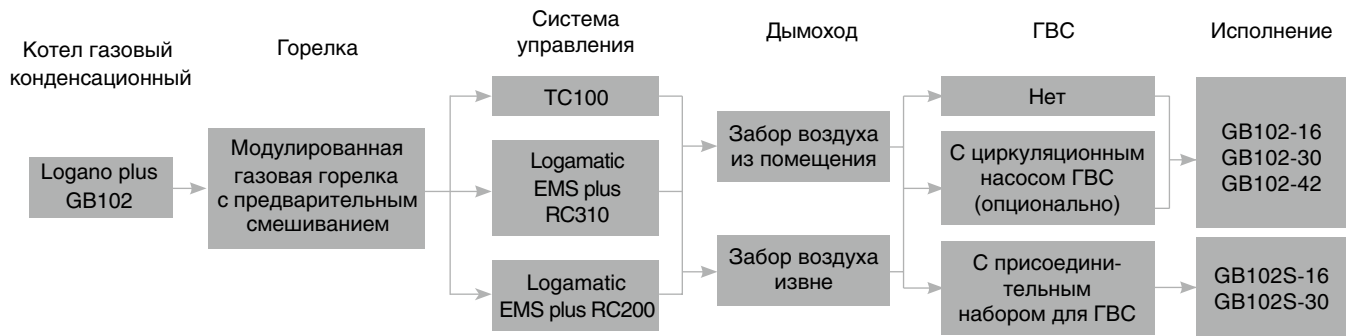 Котел газовый
конденсационный
Горелка
Система
управления
Дымоход
ГВС
Исполнение
Logano plus
GB102
Модулированная
газовая горелка
с предварительным
смешиванием
TC100
Logamatic
EMS plus
RC310
Logamatic
EMS plus RC200
Забор воздуха
из помещения
Забор воздуха
извне
Нет
С циркуляционным
насосом ГВС
(опционально)
С присоедини-
тельным
набором для ГВС
GB102-16
GB102-30
GB102-42
GB102S-16
GB102S-30